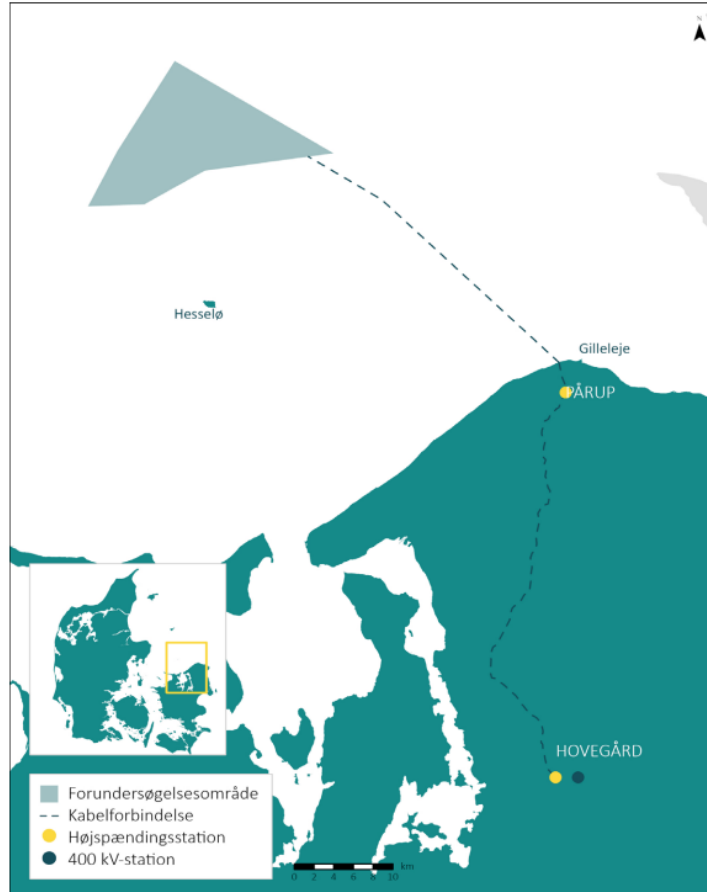 N
Hesselø
Gilleleje
PÅRUP
HOVEGÅRD
Forundersøgelsesområde
Kabelforbindelse
Højspændingsstation
400 kV-station
km
0 2 4 6 8 10